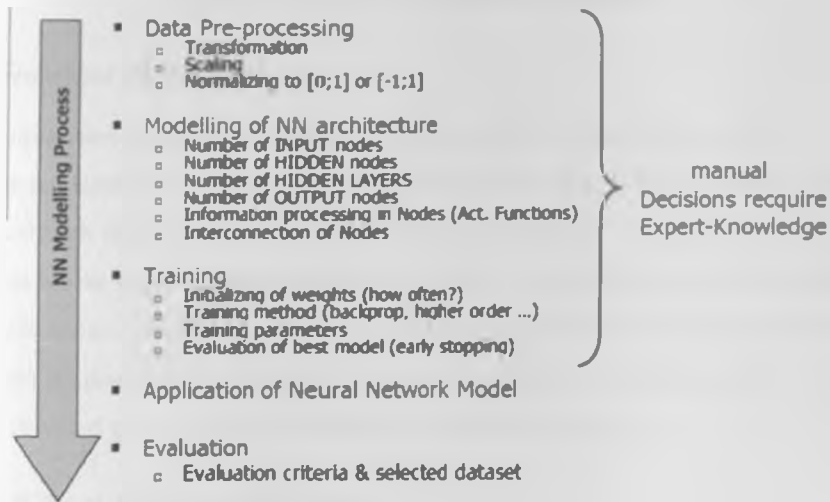 NN Modelling Process
Data Pre-processing
Transformation
Scaling
Normalizing to [0;1] or [-1;1]
Modelling of NN architecture
Number of INPUT nodes
Number of HIDDEN nodes
Number of HIDDEN LAYERS
Number of OUTPUT nodes
Information processing in Nodes (Act. Functions)
Interconnection of Nodes
Training
Initializing of weights (how often?)
Training method (backprop, higher order ...)
Training parameters
Evaluation of best model (early stopping)
Application of Neural Network Model
Evaluation
Evaluation criteria & selected dataset
manual
Decisions recquire
Expert-Knowledge